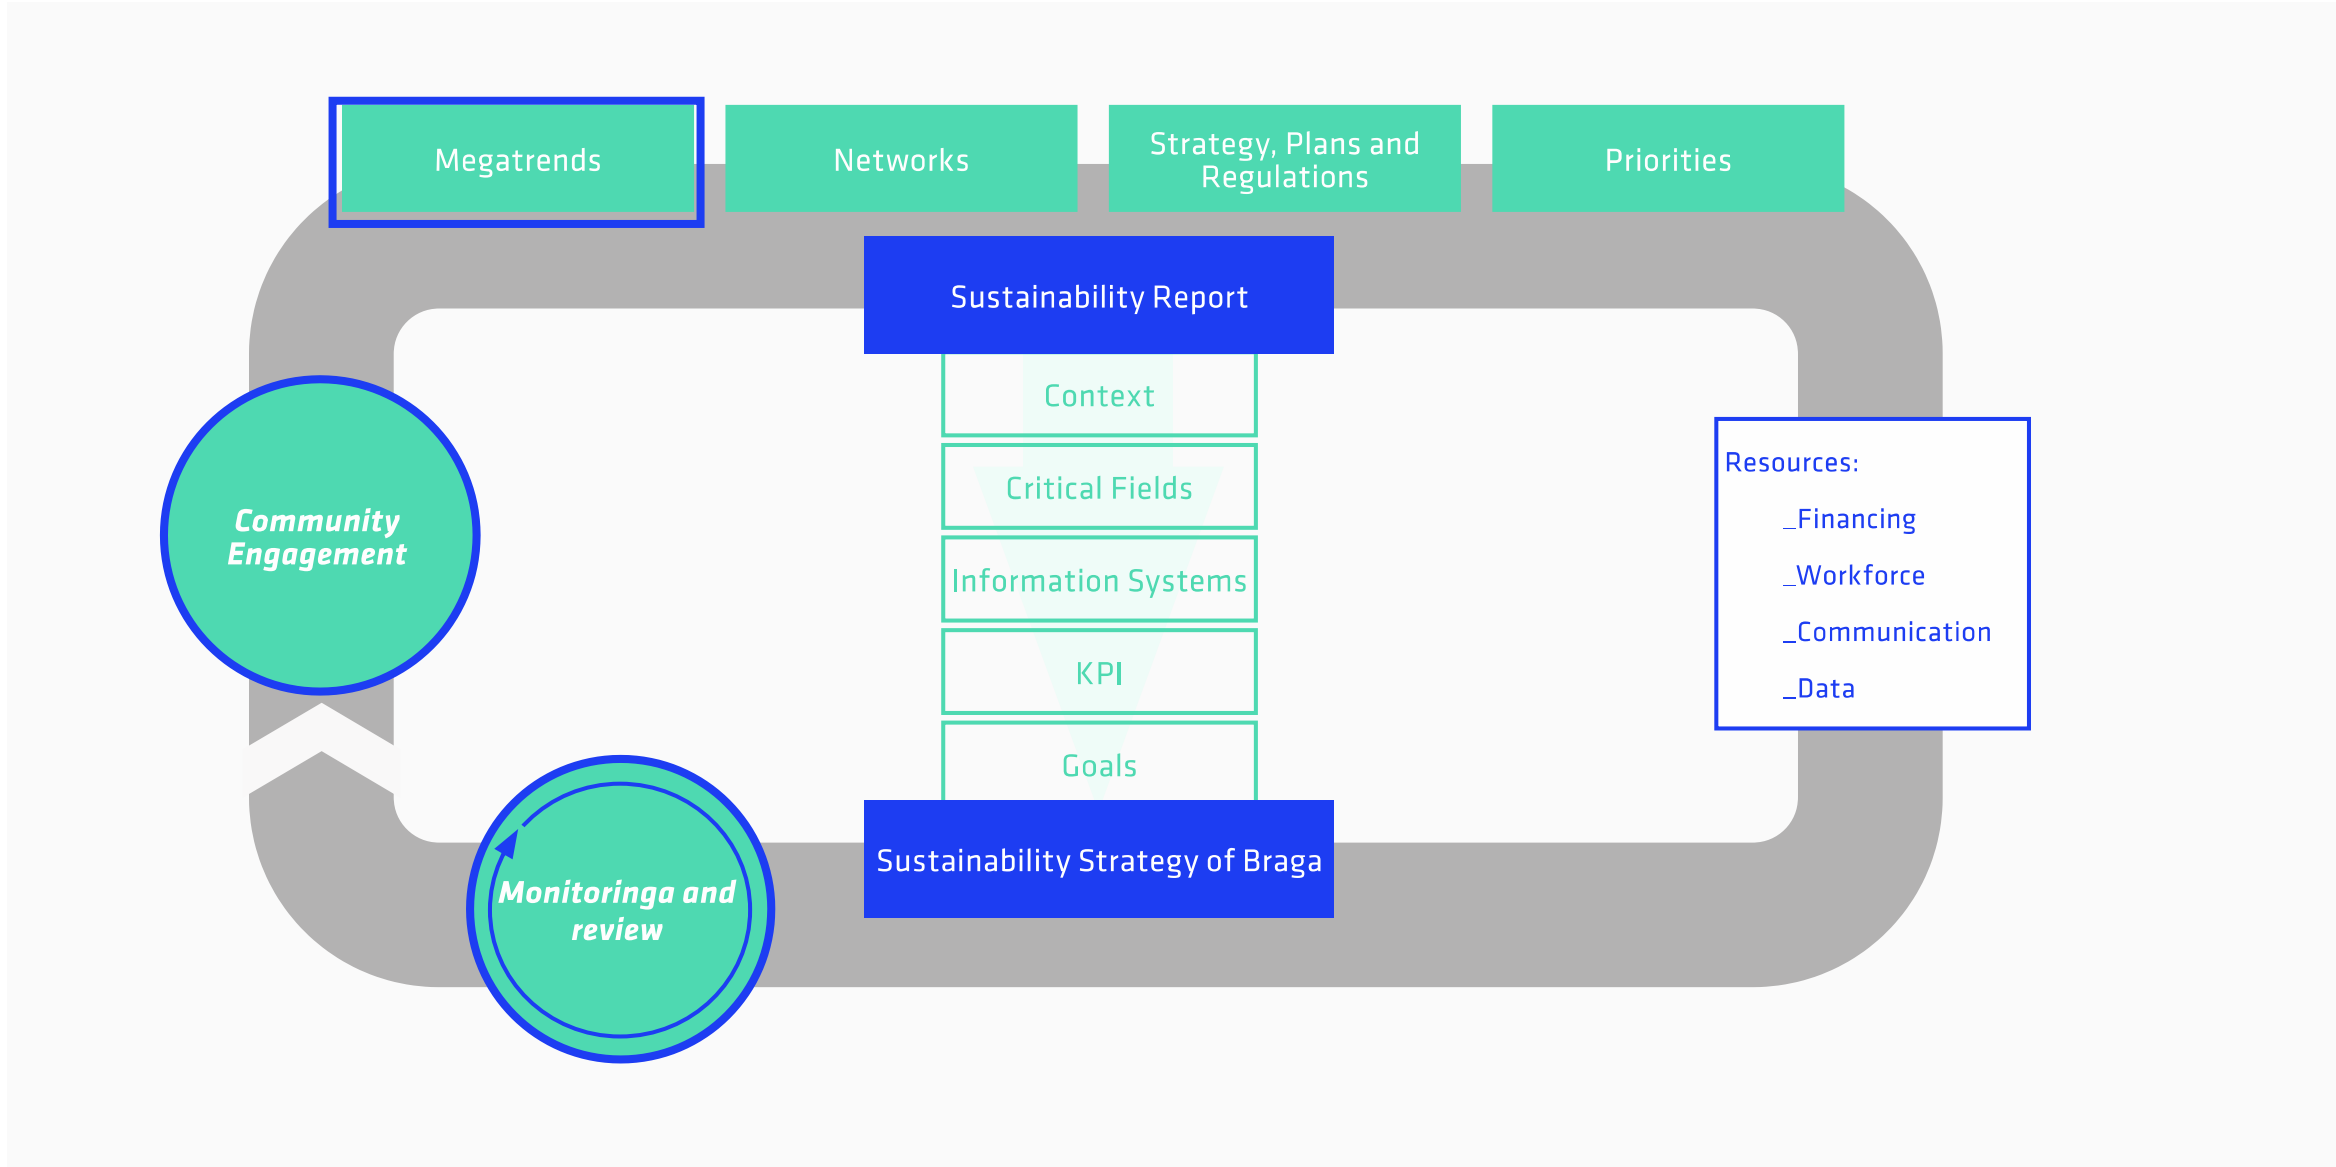 Megatrends
Networks
Strategy, Plans and
Regulations
Priorities
Sustainability Report
Context
Critical Fields
Information Systems
KPI
Goals
Sustainability Strategy of Braga
Community
Engagement
Monitoringa and
review
Resources:
_Financing
_Workforce
_Communication
_Data